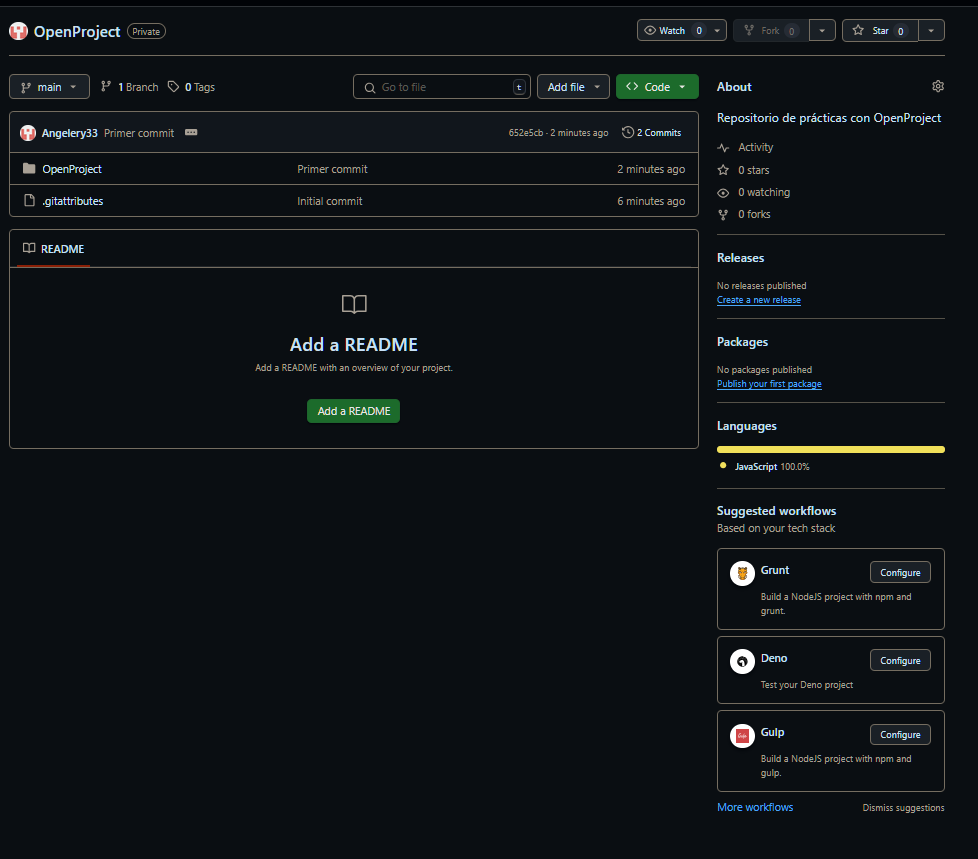 OpenProject Private
Watch 0
Fork 0
Star 0
main
1 Branch
0 Tags
Go to file
t
Add file
Code
Angelery33 Primer commit
652e5cb · 2 minutes ago
2 Commits
OpenProject Primer commit 2 minutes ago
.gitattributes Initial commit 6 minutes ago
README
Add a README
Add a README with an overview of your project.
Add a README
About
Repositorio de prácticas con OpenProject
Activity
0 stars
0 watching
0 forks
Releases
No releases published
Create a new release
Packages
No packages published
Publish your first package
Languages
JavaScript 100.0%
Suggested workflows
Based on your tech stack
Grunt
Configure
Build a NodeJS project with npm and
grunt.
Deno
Configure
Test your Deno project
Gulp
Configure
Build a NodeJS project with npm and
gulp.
More workflows
Dismiss suggestions